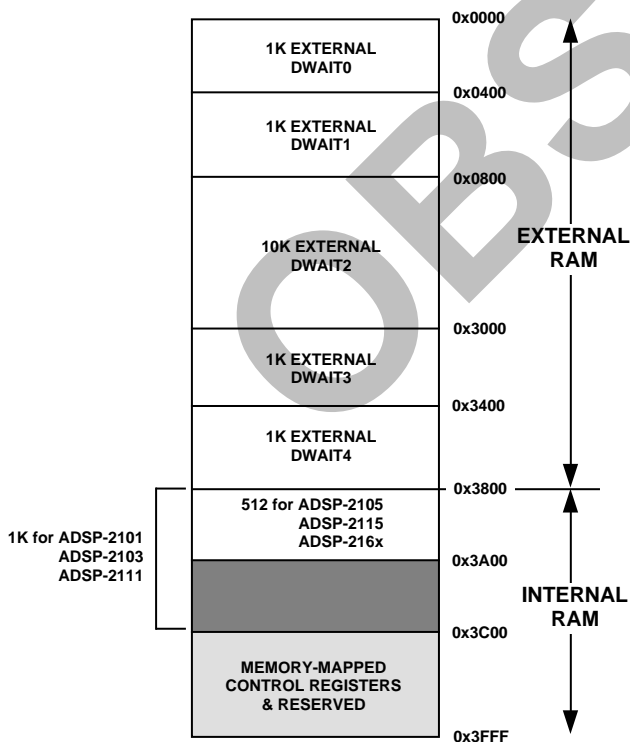 0x0000
1K EXTERNAL
DWAIT0
0x0400
1K EXTERNAL
DWAIT1
0x0800
10K EXTERNAL
DWAIT2
EXTERNAL
RAM
0x3000
1K EXTERNAL
DWAIT3
0x3400
1K EXTERNAL
DWAIT4
0x3800
512 for ADSP-2105
ADSP-2115
ADSP-216x
1K for ADSP-2101
ADSP-2103
ADSP-2111
0x3A00
INTERNAL
RAM
0x3C00
MEMORY-MAPPED
CONTROL REGISTERS
& RESERVED
0x3FFF
OBS